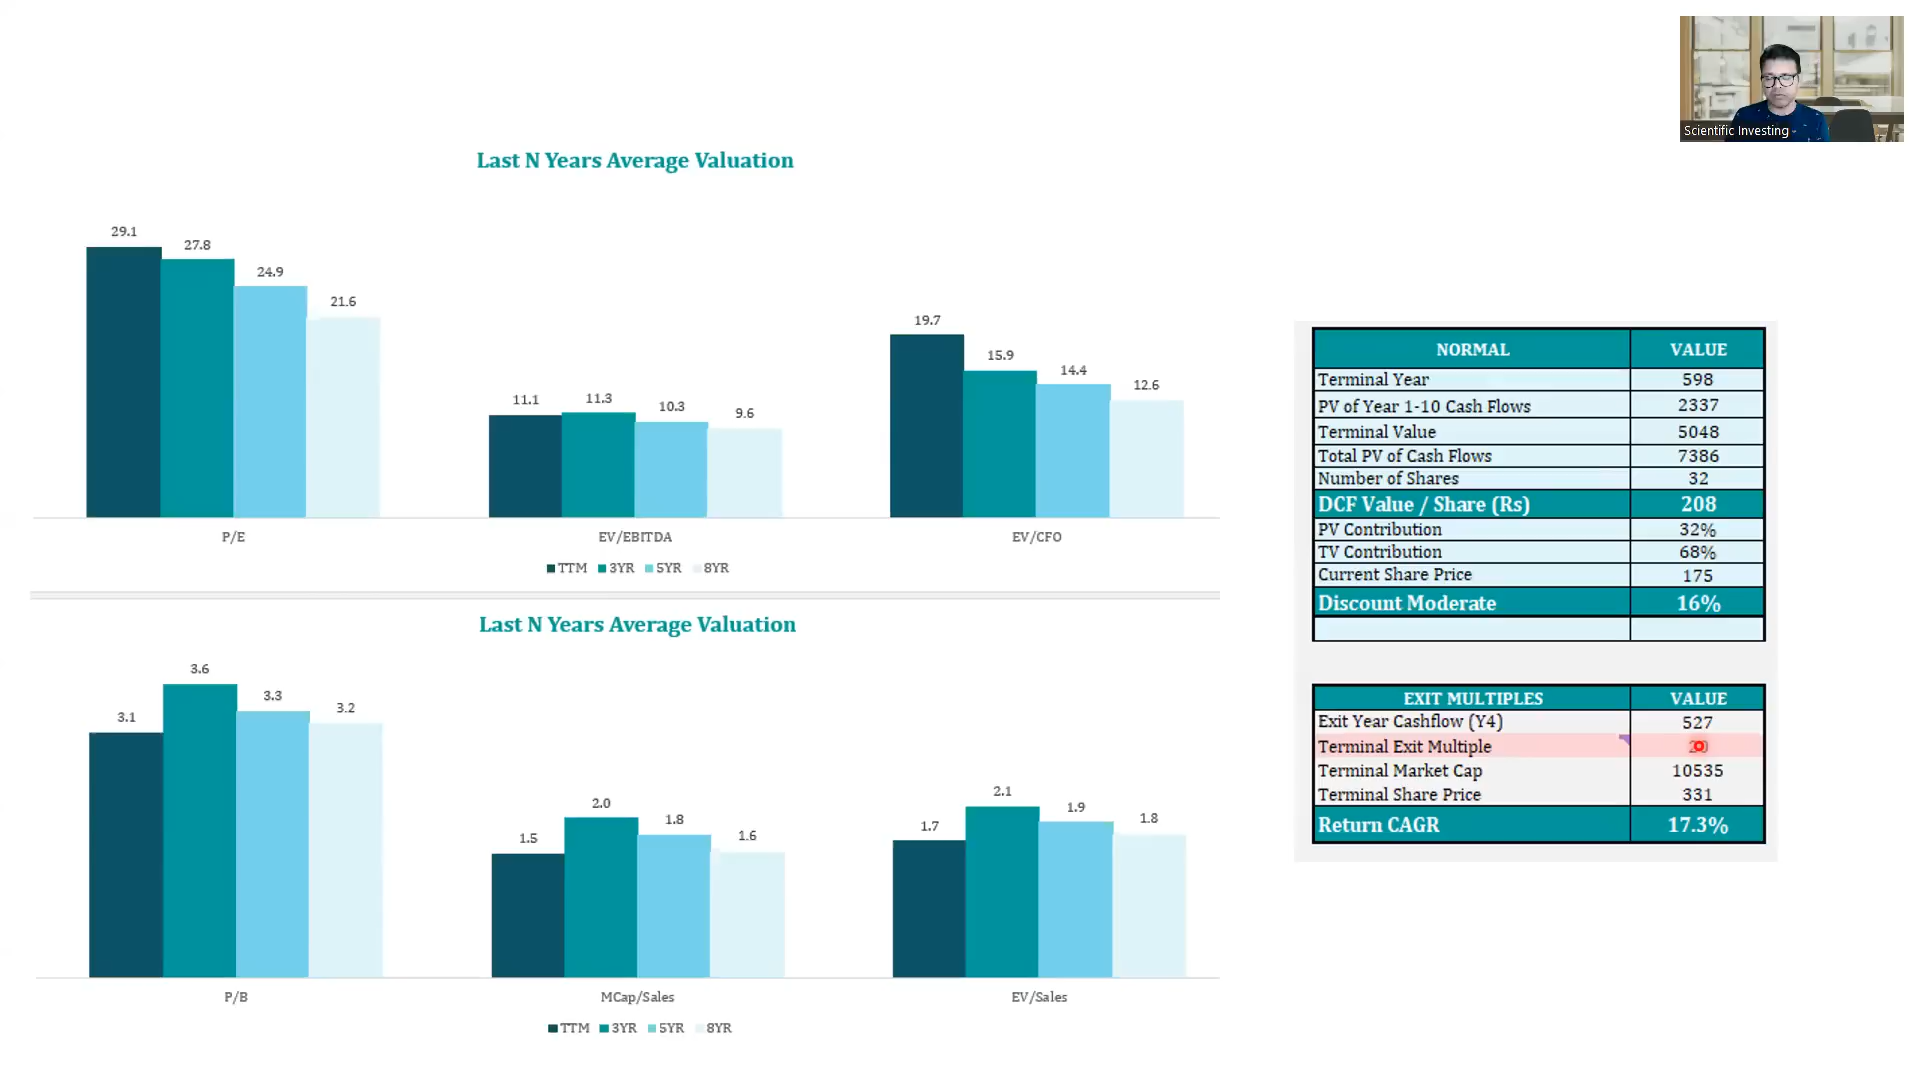 Scientific Investing
Last N Years Average Valuation
29.1
27.8
24.9
21.6
11.1
11.3
10.3
9.6
19.7
15.9
14.4
12.6
P/E
EV/EBITDA
EV/CFO
TTM 3YR 5YR 8YR
Last N Years Average Valuation
3.1
3.6
3.3
3.2
1.5
2.0
1.8
1.6
1.7
2.1
1.9
1.8
P/B
MCap/Sales
EV/Sales
TTM 3YR 5YR 8YR
NORMAL VALUE
Terminal Year 598
PV of Year 1-10 Cash Flows 2337
Terminal Value 5048
Total PV of Cash Flows 7386
Number of Shares 32
DCF Value / Share (Rs) 208
PV Contribution 32%
TV Contribution 68%
Current Share Price 175
Discount Moderate 16%
EXIT MULTIPLES VALUE
Exit Year Cashflow (Y4) 527
Terminal Exit Multiple
Terminal Market Cap 10535
Terminal Share Price 331
Return CAGR 17.3%